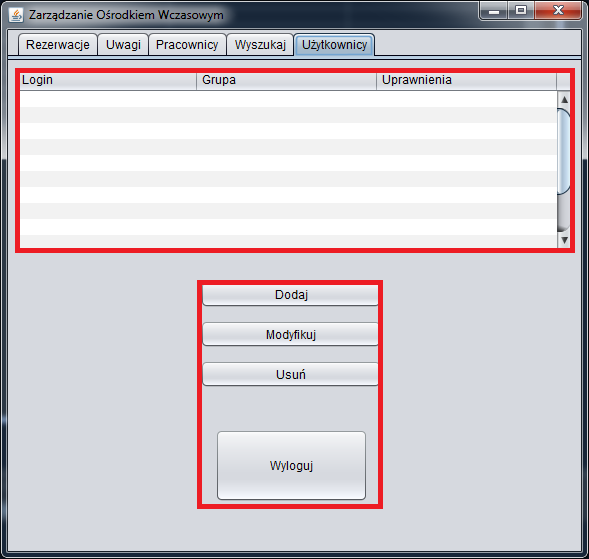 Zarządzanie Ośrodkiem Wczasowym
Rezerwacje Uwagi Pracownicy Wyszukaj Użytkownicy
Login Grupa Uprawnienia
Dodaj
Modyfikuj
Usuń
Wyloguj